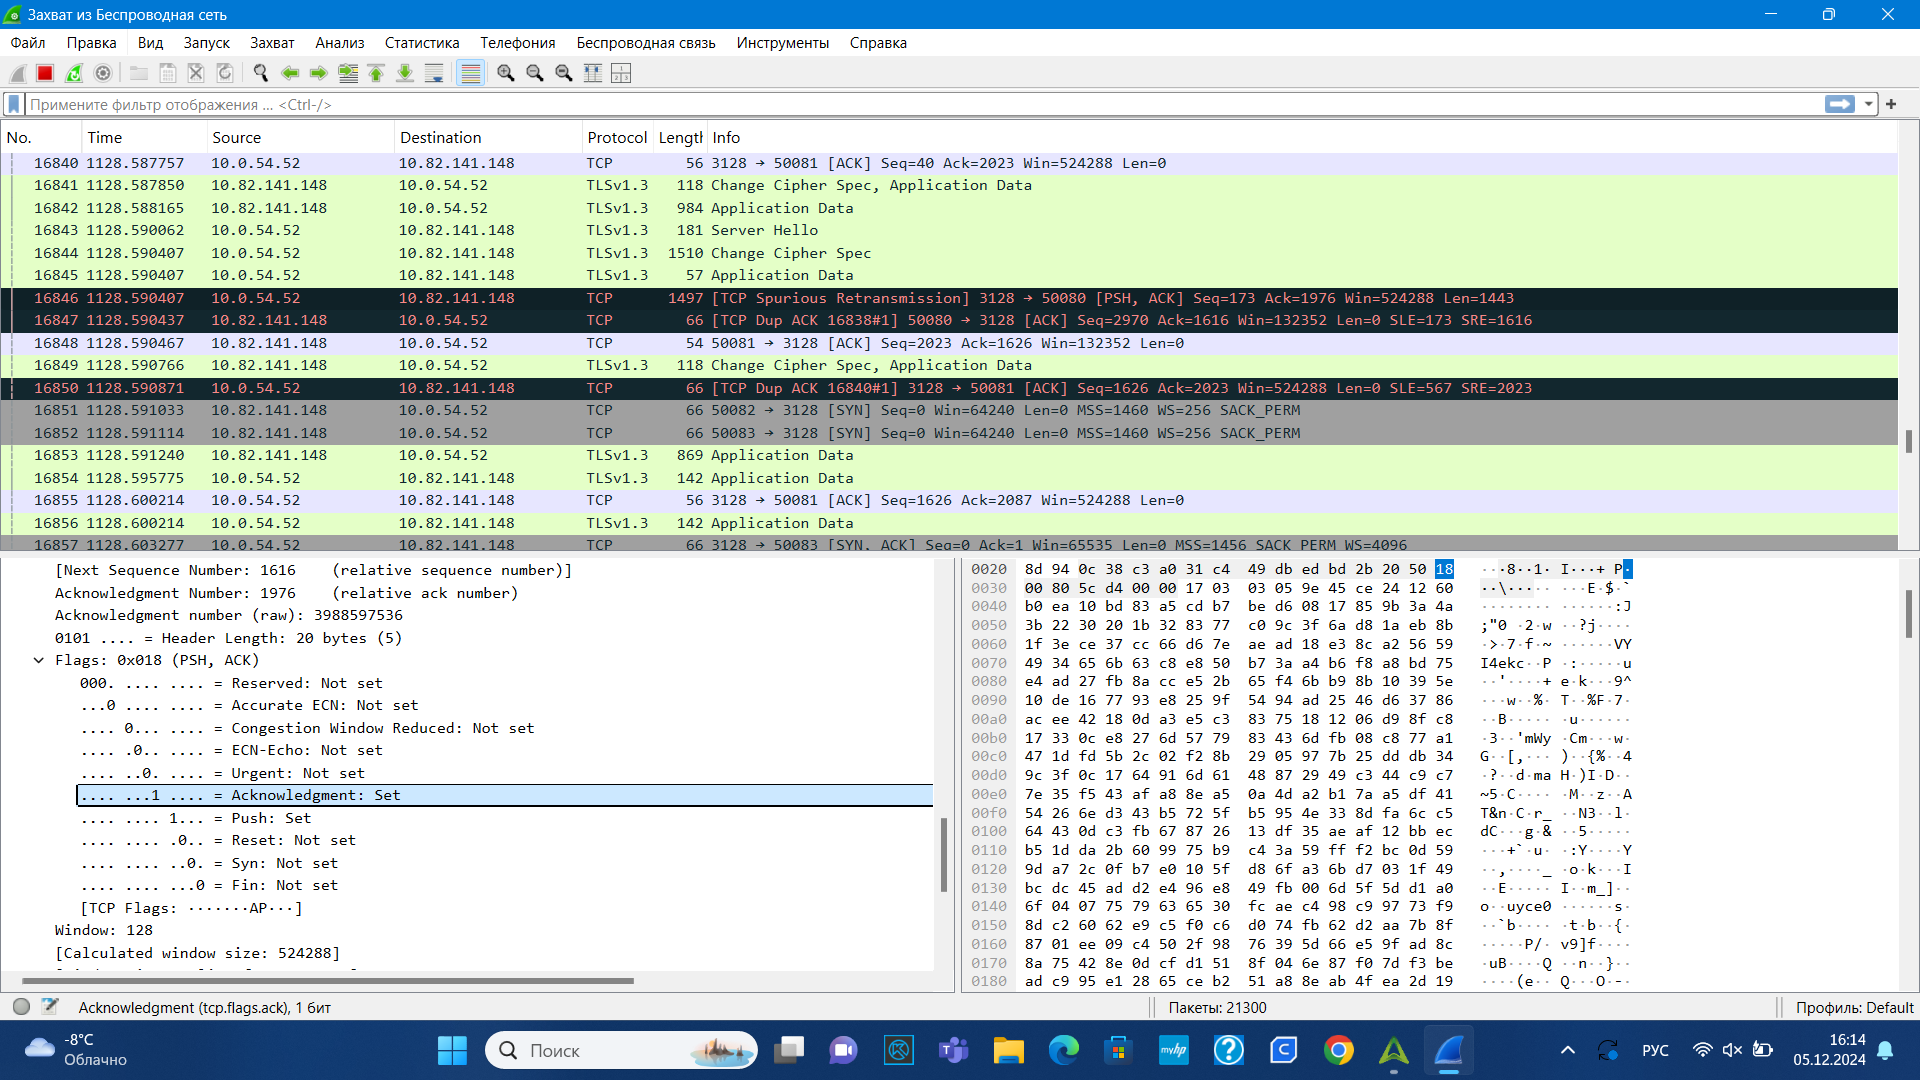 Захват из Беспроводная сеть
Файл Правка Вид Запуск Захват Анализ Статистика Телефония Беспроводная связь Инструменты Справка
Примените фильтр отображения ... <Ctrl-/>
No. Time Source Destination Protocol Lengtl Info
16840 1128.587757 10.0.54.52 10.82.141.148 TCP 56 3128 → 50081 [ACK] Seq=40 Ack=2023 Win=524288 Len=0
16841 1128.587850 10.82.141.148 10.0.54.52 TLSv1.3 118 Change Cipher Spec, Application Data
16842 1128.588165 10.82.141.148 10.0.54.52 TLSv1.3 984 Application Data
16843 1128.590062 10.0.54.52 10.82.141.148 TLSv1.3 181 Server Hello
16844 1128.590407 10.0.54.52 10.82.141.148 TLSv1.3 1510 Change Cipher Spec
16845 1128.590407 10.0.54.52 10.82.141.148 TLSv1.3 57 Application Data
16846 1128.590407 10.0.54.52 10.82.141.148 TCP 1497 [TCP Spurious Retransmission] 3128 → 50080 [PSH, ACK] Seq=173 Ack=1976 Win=524288 Len=1443
16847 1128.590437 10.82.141.148 10.0.54.52 TCP 66 [TCP Dup ACK 16838#1] 50080 → 3128 [ACK] Seq=2970 Ack=1616 Win=132352 Len=0 SLE=173 SRE=1616
16848 1128.590467 10.82.141.148 10.0.54.52 TCP 54 50081 → 3128 [ACK] Seq=2023 Ack=1626 Win=132352 Len=0
16849 1128.590766 10.82.141.148 10.0.54.52 TLSv1.3 118 Change Cipher Spec, Application Data
16850 1128.590871 10.0.54.52 10.82.141.148 TCP 66 [TCP Dup ACK 16840#1] 3128 → 50081 [ACK] Seq=1626 Ack=2023 Win=524288 Len=0 SLE=567 SRE=2023
16851 1128.591033 10.82.141.148 10.0.54.52 TCP 66 50082 → 3128 [SYN] Seq=0 Win=64240 Len=0 MSS=1460 WS=256 SACK_PERM
16852 1128.591114 10.82.141.148 10.0.54.52 TCP 66 50083 → 3128 [SYN] Seq=0 Win=64240 Len=0 MSS=1460 WS=256 SACK_PERM
16853 1128.591240 10.82.141.148 10.0.54.52 TLSv1.3 869 Application Data
16854 1128.595775 10.0.54.52 10.82.141.148 TLSv1.3 142 Application Data
16855 1128.600214 10.0.54.52 10.82.141.148 TCP 56 3128 → 50081 [ACK] Seq=1626 Ack=2087 Win=524288 Len=0
16856 1128.600214 10.0.54.52 10.82.141.148 TLSv1.3 142 Application Data
16857 1128.603277 10.0.54.52 10.82.141.148 TCP 66 3128 → 50083 [SYN, ACK] Seq=0 Ack=1 Win=65535 Len=0 MSS=1456 SACK_PERM WS=4096
[Next Sequence Number: 1616 (relative sequence number)]
Acknowledgment Number: 1976 (relative ack number)
Acknowledgment number (raw): 3988597536
0101 .... = Header Length: 20 bytes (5)
Flags: 0x018 (PSH, ACK)
000. .... .... = Reserved: Not set
...0 .... .... = Accurate ECN: Not set
.... 0... .... = Congestion Window Reduced: Not set
.... .0.. .... = ECN-Echo: Not set
.... ..0. .... = Urgent: Not set
.... ...1 .... = Acknowledgment: Set
.... .... 1... = Push: Set
.... .... .0.. = Reset: Not set
.... .... ..0. = Syn: Not set
.... .... ...0 = Fin: Not set
[TCP Flags: ·······AP···]
Window: 128
[Calculated window size: 524288]
0020 8d 94 0c 38 c3 a0 31 c4 49 db ed bd 2b 20 50 18 ···8··1· I···+ P·
0030 00 80 5c d4 00 00 17 03 03 05 9e 45 ce 24 12 60 ··\····· ···E·$·`
0040 b0 ea 10 bd 83 a5 cd b7 be d6 08 17 85 9b 3a 4a ········ ······:J
0050 3b 22 30 20 1b 32 83 77 c0 9c 3f 6a d8 1a eb 8b ;"0 ·2·w ··?j····
0060 1f 3e ce 37 cc 66 d6 7e ae ad 18 e3 8c a2 56 59 ·>·7·f·~ ······VY
0070 49 34 65 6b 63 c8 e8 50 b7 3a a4 b6 f8 a8 bd 75 I4ekc··P ·:·····u
0080 e4 ad 27 fb 8a cc e5 2b 65 f4 6b b9 8b 10 39 5e ··'····+ e·k···9^
0090 10 de 16 77 93 e8 25 9f 54 94 ad 25 46 d6 37 86 ···w··%· T··%F·7·
00a0 ac ee 42 18 0d a3 e5 c3 83 75 18 12 06 d9 8f c8 ··B····· ·u······
00b0 17 33 0c e8 27 6d 57 79 83 43 6d fb 08 c8 77 a1 ·3··'mWy ·Cm···w·
00c0 47 1d fd 5b 2c 02 f2 8b 29 05 97 7b 25 dd db 34 G··[,··· )··{%··4
00d0 9c 3f 0c 17 64 91 6d 61 48 87 29 49 c3 44 c9 c7 ·?··d·ma H·)I·D··
00e0 7e 35 f5 43 af a8 8e a5 0a 4d a2 b1 7a a5 df 41 ~5·C···· ·M··z··A
00f0 54 26 6e d3 43 b5 72 5f b5 95 4e 33 8d fa 6c c5 T&n·C·r_ ··N3··l·
0100 64 43 0d c3 fb 67 87 26 13 df 35 ae af 12 bb ec dC···g·& ··5·····
0110 b5 1d da 2b 60 99 75 b9 c4 3a 59 ff f2 bc 0d 59 ···+`·u· ·:Y····Y
0120 9d a7 2c 0f b7 e0 10 5f d8 6f a3 6b d7 03 1f 49 ··,····_ ·o·k···I
0130 bc dc 45 ad d2 e4 96 e8 49 fb 00 6d 5f 5d d1 a0 ··E····· I··m_]··
0140 6f 04 07 75 79 63 65 30 fc ae c4 98 c9 97 73 f9 o··uyce0 ······s·
0150 8d c2 60 62 e9 c5 f0 c6 d0 74 fb 62 d2 aa 7b 8f ··`b···· ·t·b··{·
0160 87 01 ee 09 c4 50 2f 98 76 39 5d 66 e5 9f ad 8c ·····P/· v9]f····
0170 8a 75 42 8e 0d cf d1 51 8f 04 6e 87 f0 7d f3 be ·uB····Q ··n··}··
0180 ad c9 95 e1 28 65 ce b2 51 a8 8e ab 4f ea 2d 19 ····(e·· Q···O·-·
Acknowledgment (tcp.flags.ack), 1 бит
Пакеты: 21300
Профиль: Default
-8°C
Облачно
Поиск
myhp
РУС
16:14
05.12.2024